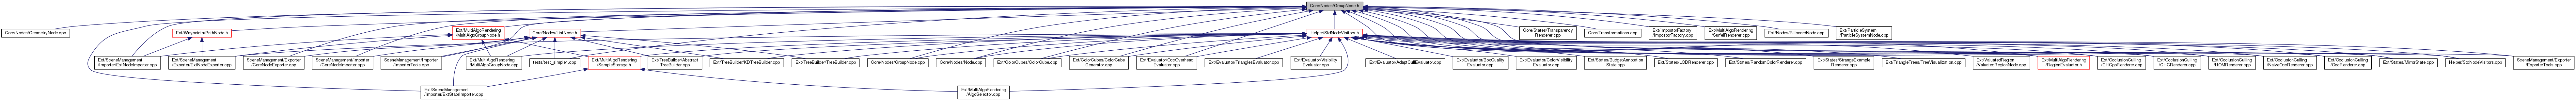 Core/Nodes/GroupNode.h
Core/Nodes/GeometryNode.cpp
Ext/Waypoints/PathNode.h
Ext/MultiAlgoRendering
/MultiAlgoGroupNode.h
Core/Nodes/ListNode.h
Helper/StdNodeVisitors.h
Core/States/Transparency
Renderer.cpp
Core/Transformations.cpp
Ext/ImpostorFactory
/ImpostorFactory.cpp
Ext/MultiAlgoRendering
/SurfelRenderer.cpp
Ext/Nodes/BillboardNode.cpp
Ext/ParticleSystem
/ParticleSystemNode.cpp
Ext/SceneManagement
/ImporterExtNodeImporter.cpp
Ext/SceneManagement
/ExporterExtNodeExporter.cpp
SceneManagement/Exporter
/CoreNodeExporter.cpp
SceneManagement/Importer
/CoreNodeImporter.cpp
SceneManagement/Importer
/ImporterTools.cpp
Ext/MultiAlgoRendering
/MultiAlgoGroupNode.cpp
tests/test_simple1.cpp
Ext/MultiAlgoRendering
/SampleStorage.h
Ext/TreeBuilder/Abstract
TreeBuilder.cpp
Ext/TreeBuilder/KDTreeBuilder.cpp
Ext/TreeBuilder/TreeBuilder.cpp
Core/Nodes/GroupNode.cpp
Core/Nodes/Node.cpp
Ext/ColorCubes/ColorCube.cpp
Ext/ColorCubes/ColorCube
Generator.cpp
Ext/Evaluator/OccOverhead
Evaluator.cpp
Ext/Evaluator/TrianglesEvaluator.cpp
Ext/Evaluator/Visibility
Evaluator.cpp
Ext/Evaluator/AdaptCullEvaluator.cpp
Ext/Evaluator/BoxQuality
Evaluator.cpp
Ext/Evaluator/ColorVisibility
Evaluator.cpp
Ext/States/BudgetAnnotation
State.cpp
Ext/States/LODRenderer.cpp
Ext/States/RandomColorRenderer.cpp
Ext/States/StrangeExample
Renderer.cpp
Ext/TriangleTrees/TreeVisualization.cpp
Ext/ValuatedRegion
/ValuatedRegionNode.cpp
Ext/MultiAlgoRendering
/RegionEvaluator.h
Ext/OcclusionCulling
/CHCppRenderer.cpp
Ext/OcclusionCulling
/CHCRenderer.cpp
Ext/OcclusionCulling
/HOMRenderer.cpp
Ext/OcclusionCulling
/NaiveOccRenderer.cpp
Ext/OcclusionCulling
/OccRenderer.cpp
Ext/States/MirrorState.cpp
Helper/StdNodeVisitors.cpp
SceneManagement/Exporter
/ExporterTools.cpp
Ext/SceneManagement
/Importer/ExtStateImporter.cpp
Ext/MultiAlgoRendering
/AlgoSelector.cpp